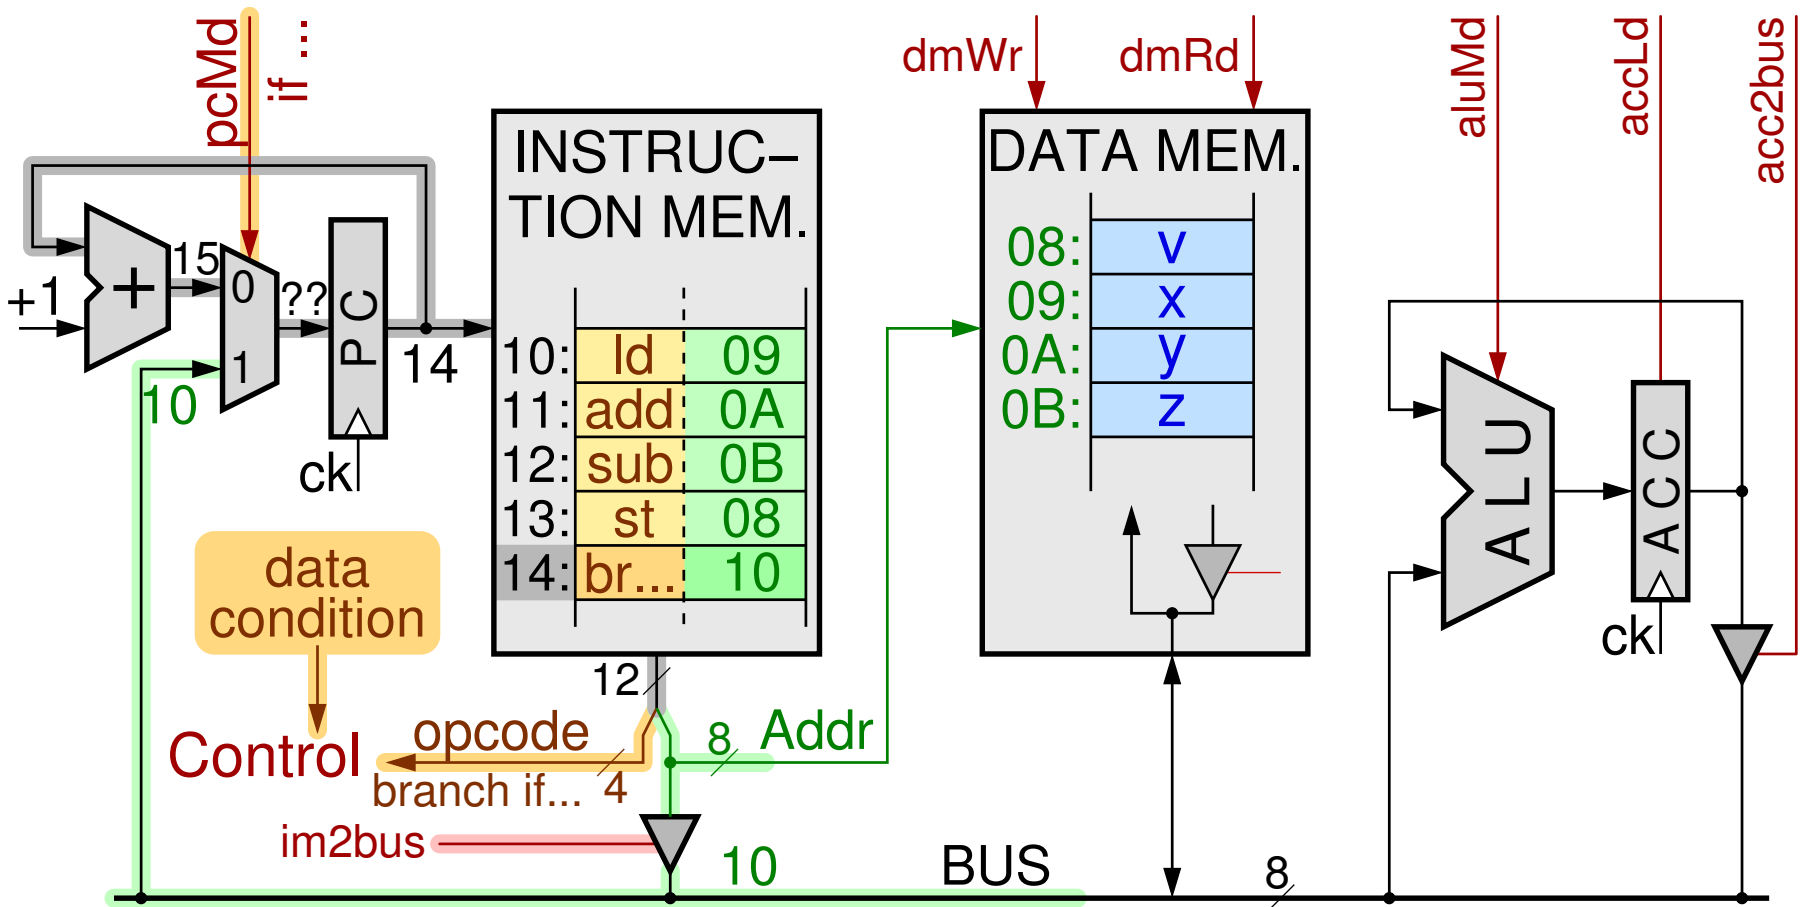 pcMd
if ...
dmWr
dmRd
aluMd
accLd
acc2bus
INSTRUC–
TION MEM.
DATA MEM.
+1
+
15
0
1
??
10
P C
14
ck
10: ld 09
11: add 0A
12: sub 0B
13: st 08
14: br... 10
08: v
09: x
0A: y
0B: z
A L U
A C C
ck
data
condition
Control
12
opcode
4
branch if...
8
Addr
im2bus
10
BUS
8